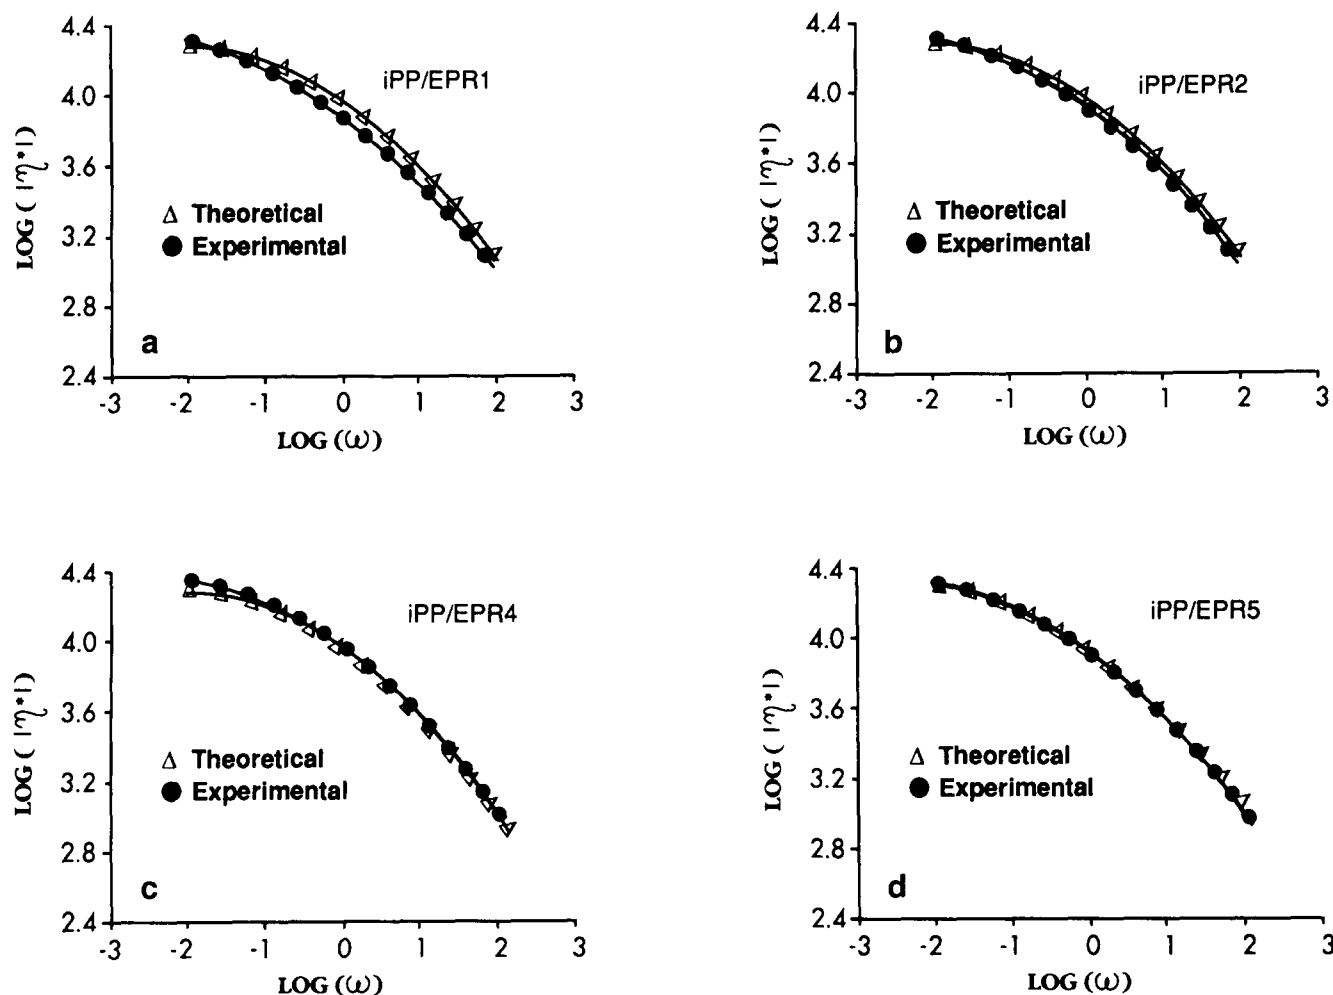 4.4
4.0
3.6
3.2
2.8
2.4
LOG ( |η*| )
iPP/EPR1
Δ Theoretical
● Experimental
a
-3 -2 -1 0 1 2 3
LOG (ω)
4.4
4.0
3.6
3.2
2.8
2.4
LOG ( |η*| )
iPP/EPR2
Δ Theoretical
● Experimental
b
-3 -2 -1 0 1 2 3
LOG (ω)
4.4
4.0
3.6
3.2
2.8
2.4
LOG ( |η*| )
iPP/EPR4
Δ Theoretical
● Experimental
c
-3 -2 -1 0 1 2 3
LOG (ω)
4.4
4.0
3.6
3.2
2.8
2.4
LOG ( |η*| )
iPP/EPR5
Δ Theoretical
● Experimental
d
-3 -2 -1 0 1 2 3
LOG (ω)